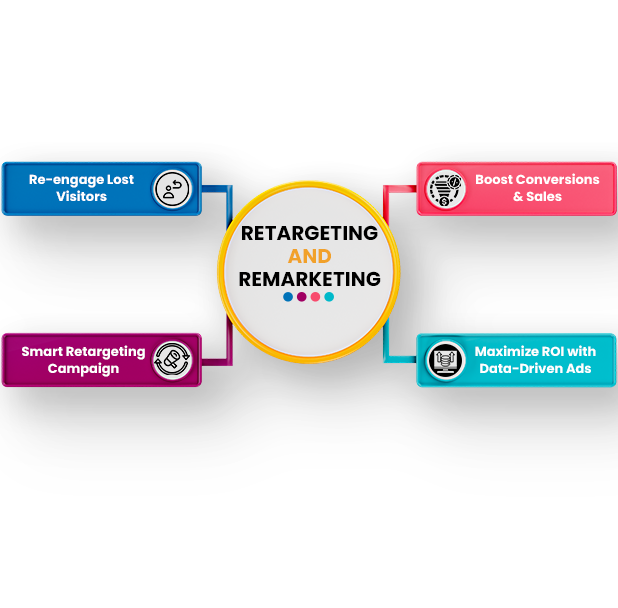 Re-engage Lost
Visitors
Boost Conversions
& Sales
RETARGETING
AND
REMARKETING
Smart Retargeting
Campaign
Maximize ROI with
Data-Driven Ads